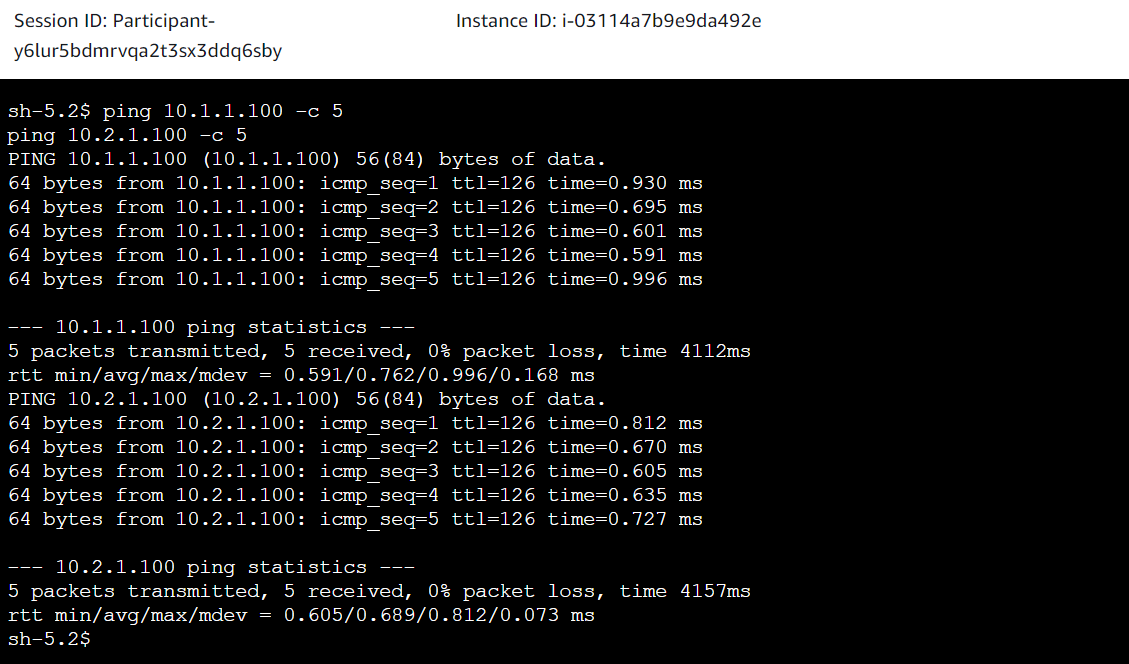 Session ID: Participant-
y6lur5bdmrvqa2t3sx3ddq6sby
Instance ID: i-03114a7b9e9da492e
sh-5.2$ ping 10.1.1.100 -c 5
ping 10.2.1.100 -c 5
PING 10.1.1.100 (10.1.1.100) 56(84) bytes of data.
64 bytes from 10.1.1.100: icmp_seq=1 ttl=126 time=0.930 ms
64 bytes from 10.1.1.100: icmp_seq=2 ttl=126 time=0.695 ms
64 bytes from 10.1.1.100: icmp_seq=3 ttl=126 time=0.601 ms
64 bytes from 10.1.1.100: icmp_seq=4 ttl=126 time=0.591 ms
64 bytes from 10.1.1.100: icmp_seq=5 ttl=126 time=0.996 ms

--- 10.1.1.100 ping statistics ---
5 packets transmitted, 5 received, 0% packet loss, time 4112ms
rtt min/avg/max/mdev = 0.591/0.762/0.996/0.168 ms
PING 10.2.1.100 (10.2.1.100) 56(84) bytes of data.
64 bytes from 10.2.1.100: icmp_seq=1 ttl=126 time=0.812 ms
64 bytes from 10.2.1.100: icmp_seq=2 ttl=126 time=0.670 ms
64 bytes from 10.2.1.100: icmp_seq=3 ttl=126 time=0.605 ms
64 bytes from 10.2.1.100: icmp_seq=4 ttl=126 time=0.635 ms
64 bytes from 10.2.1.100: icmp_seq=5 ttl=126 time=0.727 ms

--- 10.2.1.100 ping statistics ---
5 packets transmitted, 5 received, 0% packet loss, time 4157ms
rtt min/avg/max/mdev = 0.605/0.689/0.812/0.073 ms
sh-5.2$